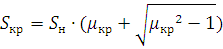 Sкр = Sн · (μкр + √(μкр² − 1)